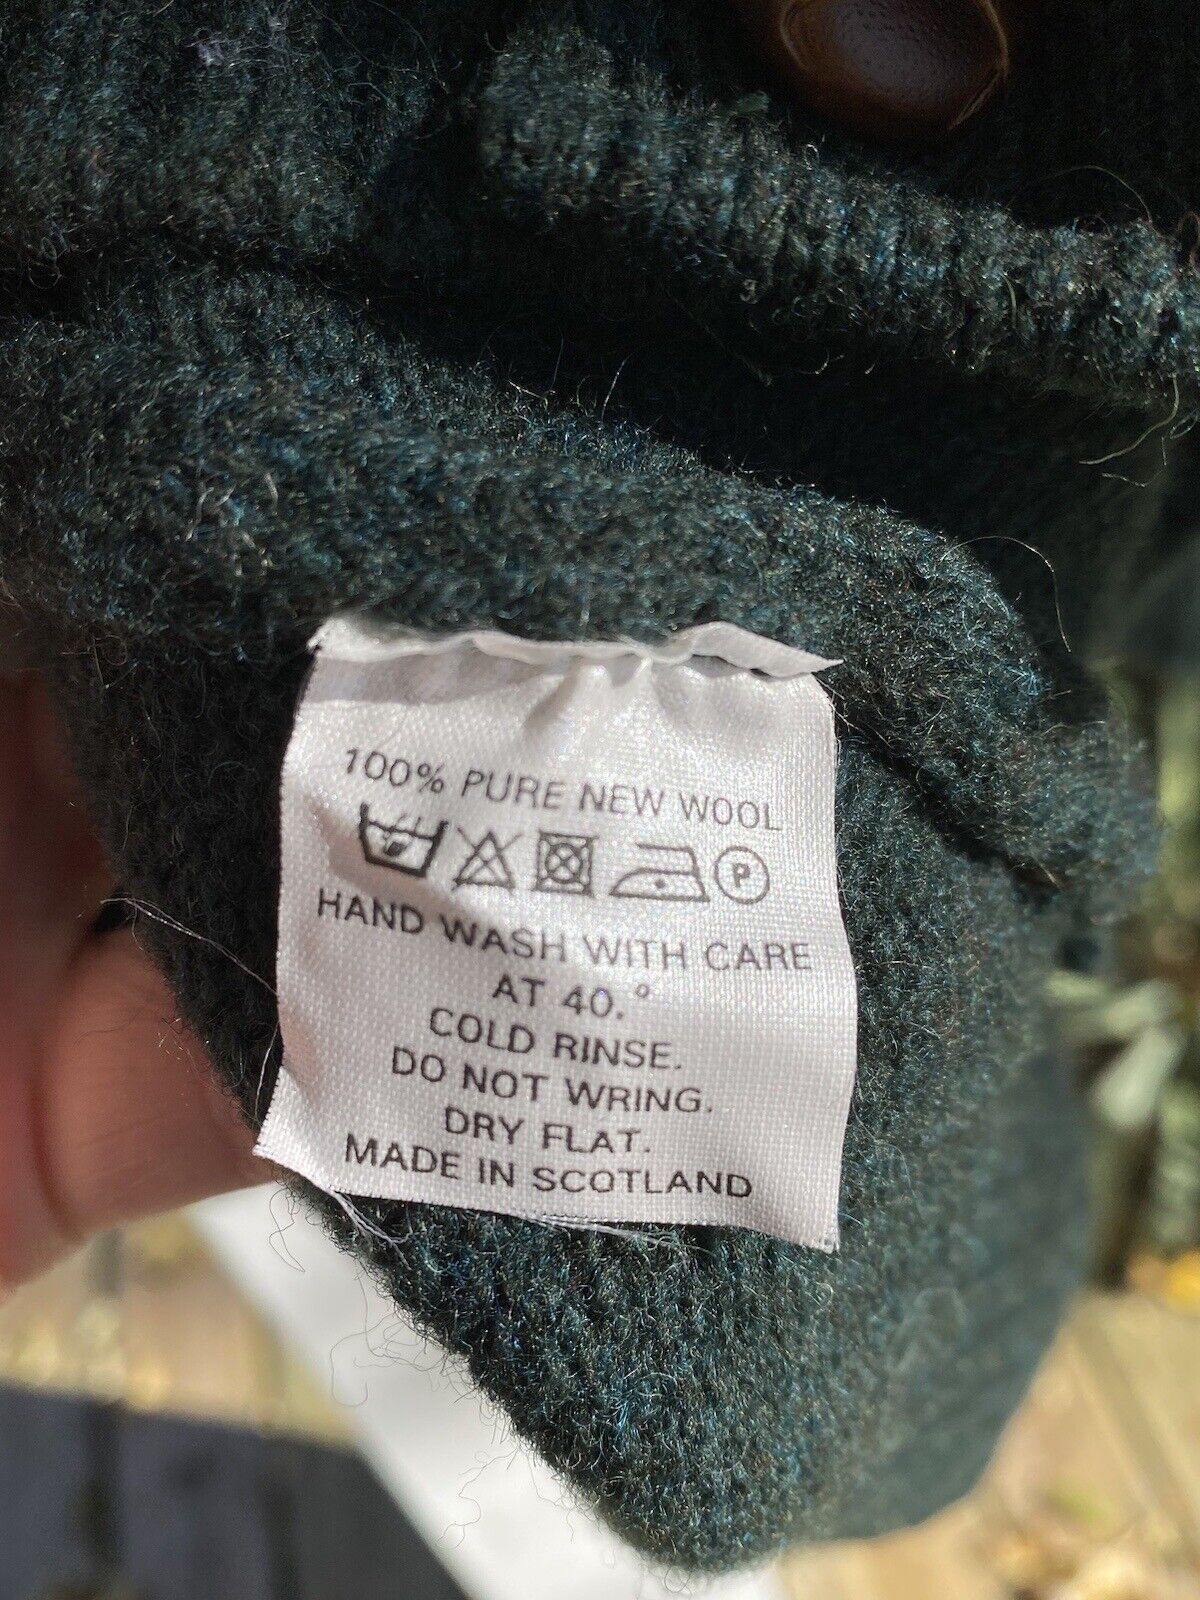 100% PURE NEW WOOL
P
HAND WASH WITH CARE
AT 40.°
COLD RINSE.
DO NOT WRING.
DRY FLAT.
MADE IN SCOTLAND